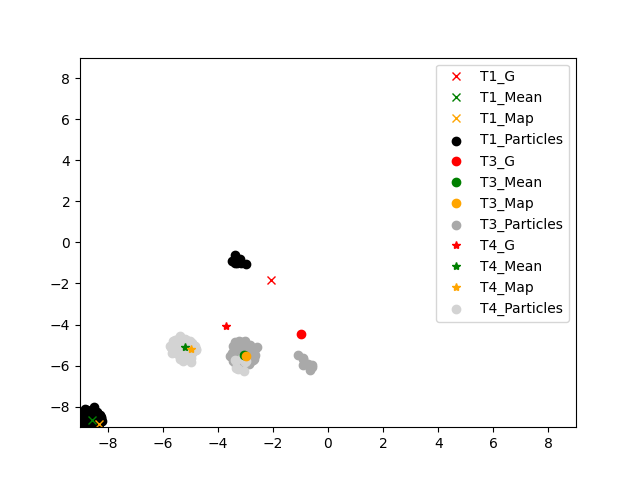 8
6
4
2
0
−2
−4
−6
−8
−8 −6 −4 −2 0 2 4 6 8
T1_G
T1_Mean
T1_Map
T1_Particles
T3_G
T3_Mean
T3_Map
T3_Particles
T4_G
T4_Mean
T4_Map
T4_Particles